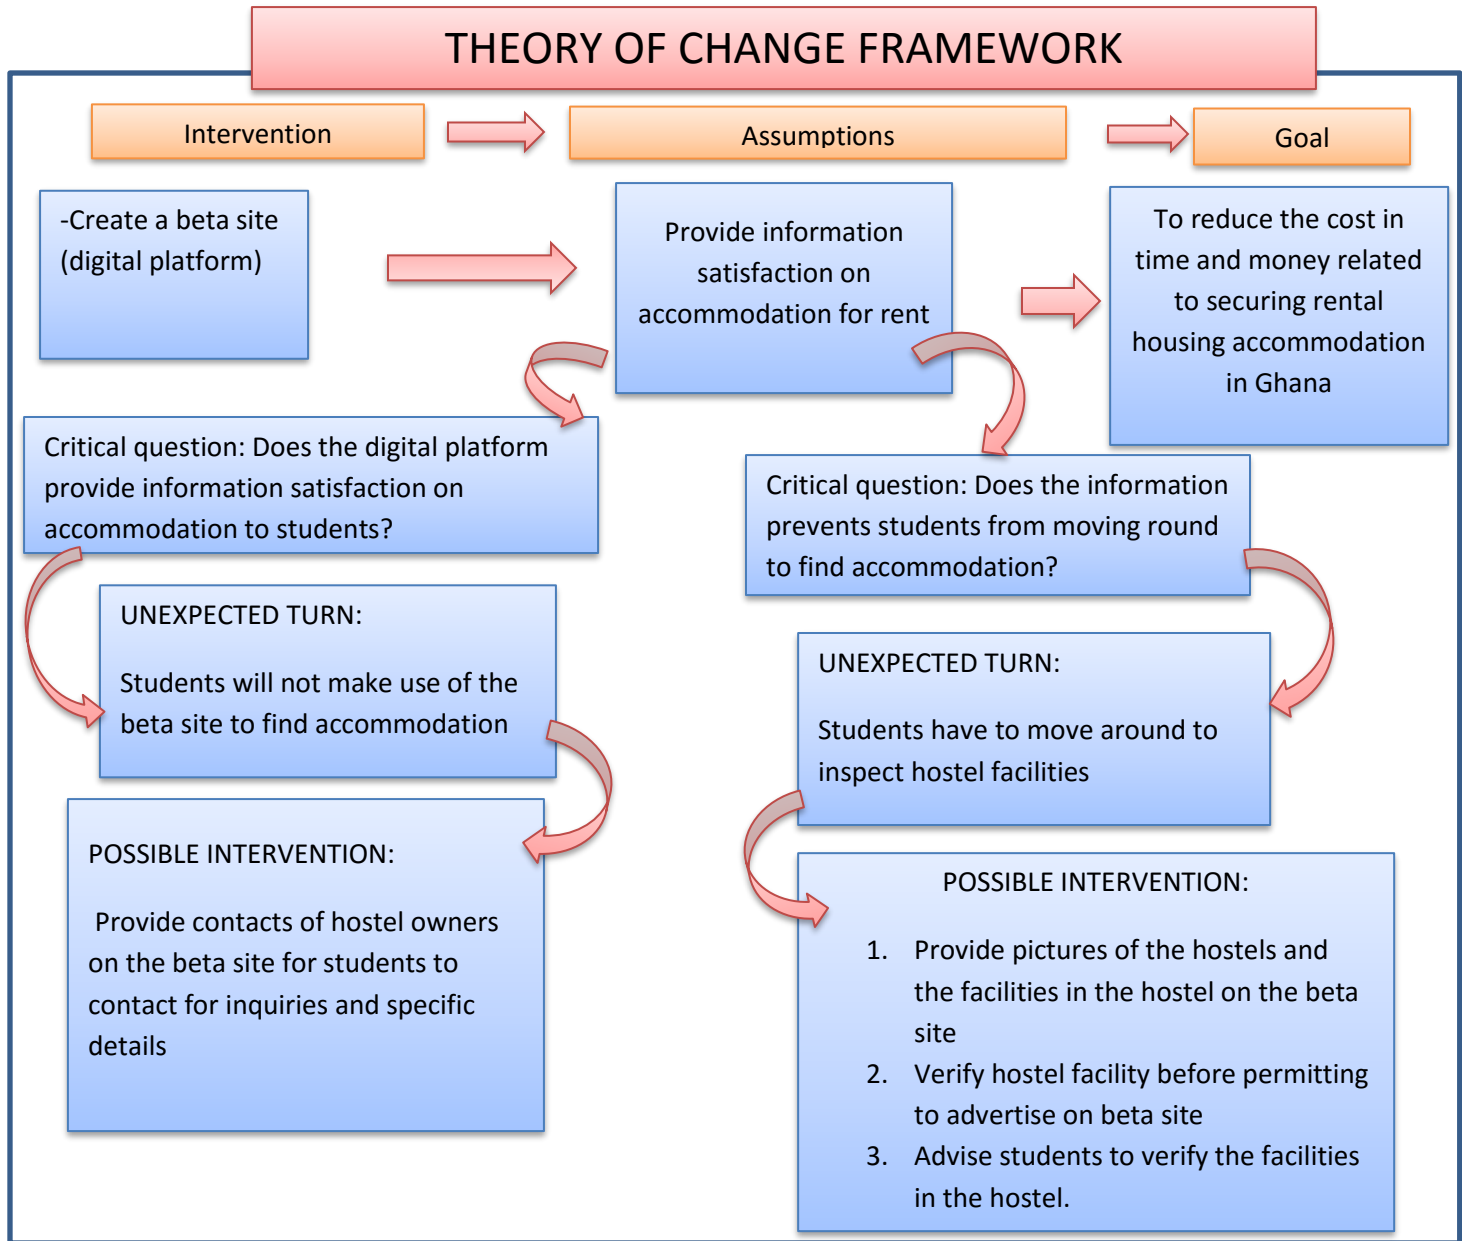 THEORY OF CHANGE FRAMEWORK
Intervention
Assumptions
Goal
-Create a beta site
(digital platform)
Provide information
satisfaction on
accommodation for rent
To reduce the cost in
time and money related
to securing rental
housing accommodation
in Ghana
Critical question: Does the digital platform
provide information satisfaction on
accommodation to students?
Critical question: Does the information
prevents students from moving round
to find accommodation?
UNEXPECTED TURN:
Students will not make use of the
beta site to find accommodation
UNEXPECTED TURN:
Students have to move around to
inspect hostel facilities
POSSIBLE INTERVENTION:
Provide contacts of hostel owners
on the beta site for students to
contact for inquiries and specific
details
POSSIBLE INTERVENTION:
1. Provide pictures of the hostels and
the facilities in the hostel on the beta
site
2. Verify hostel facility before permitting
to advertise on beta site
3. Advise students to verify the facilities
in the hostel.